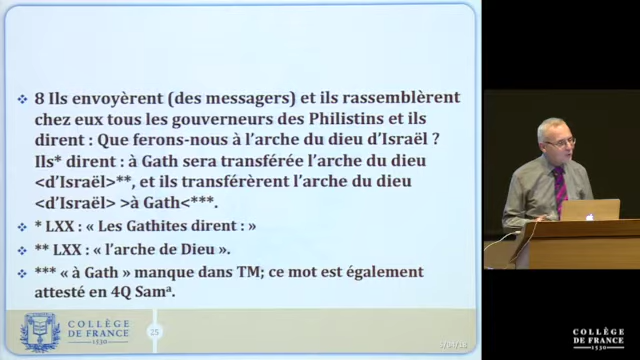 8 Ils envoyèrent (des messagers) et ils rassemblèrent
chez eux tous les gouverneurs des Philistins et ils
dirent : Que ferons-nous à l'arche du dieu d'Israël ?
Ils* dirent : à Gath sera transférée l'arche du dieu
<d'Israël>**, et ils transférèrent l'arche du dieu
<d'Israël> >à Gath<***.
* LXX : « Les Gathites dirent : »
** LXX : « l'arche de Dieu ».
*** « à Gath » manque dans TM; ce mot est également
attesté en 4Q Samᵃ.
COLLÈGE
DE FRANCE
1530
25
COLLÈGE
DE FRANCE
1530